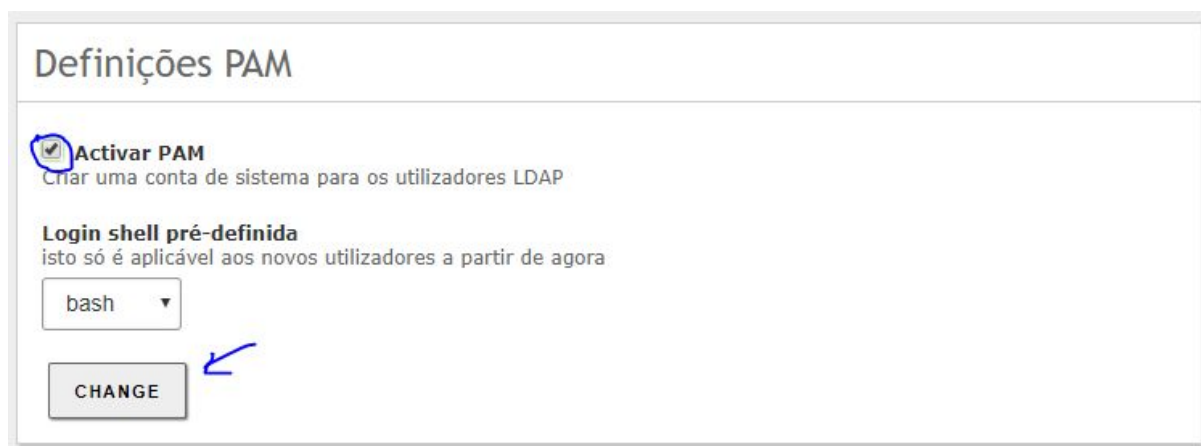 Definições PAM
Activar PAM
Criar uma conta de sistema para os utilizadores LDAP
Login shell pré-definida
isto só é aplicável aos novos utilizadores a partir de agora
bash
CHANGE